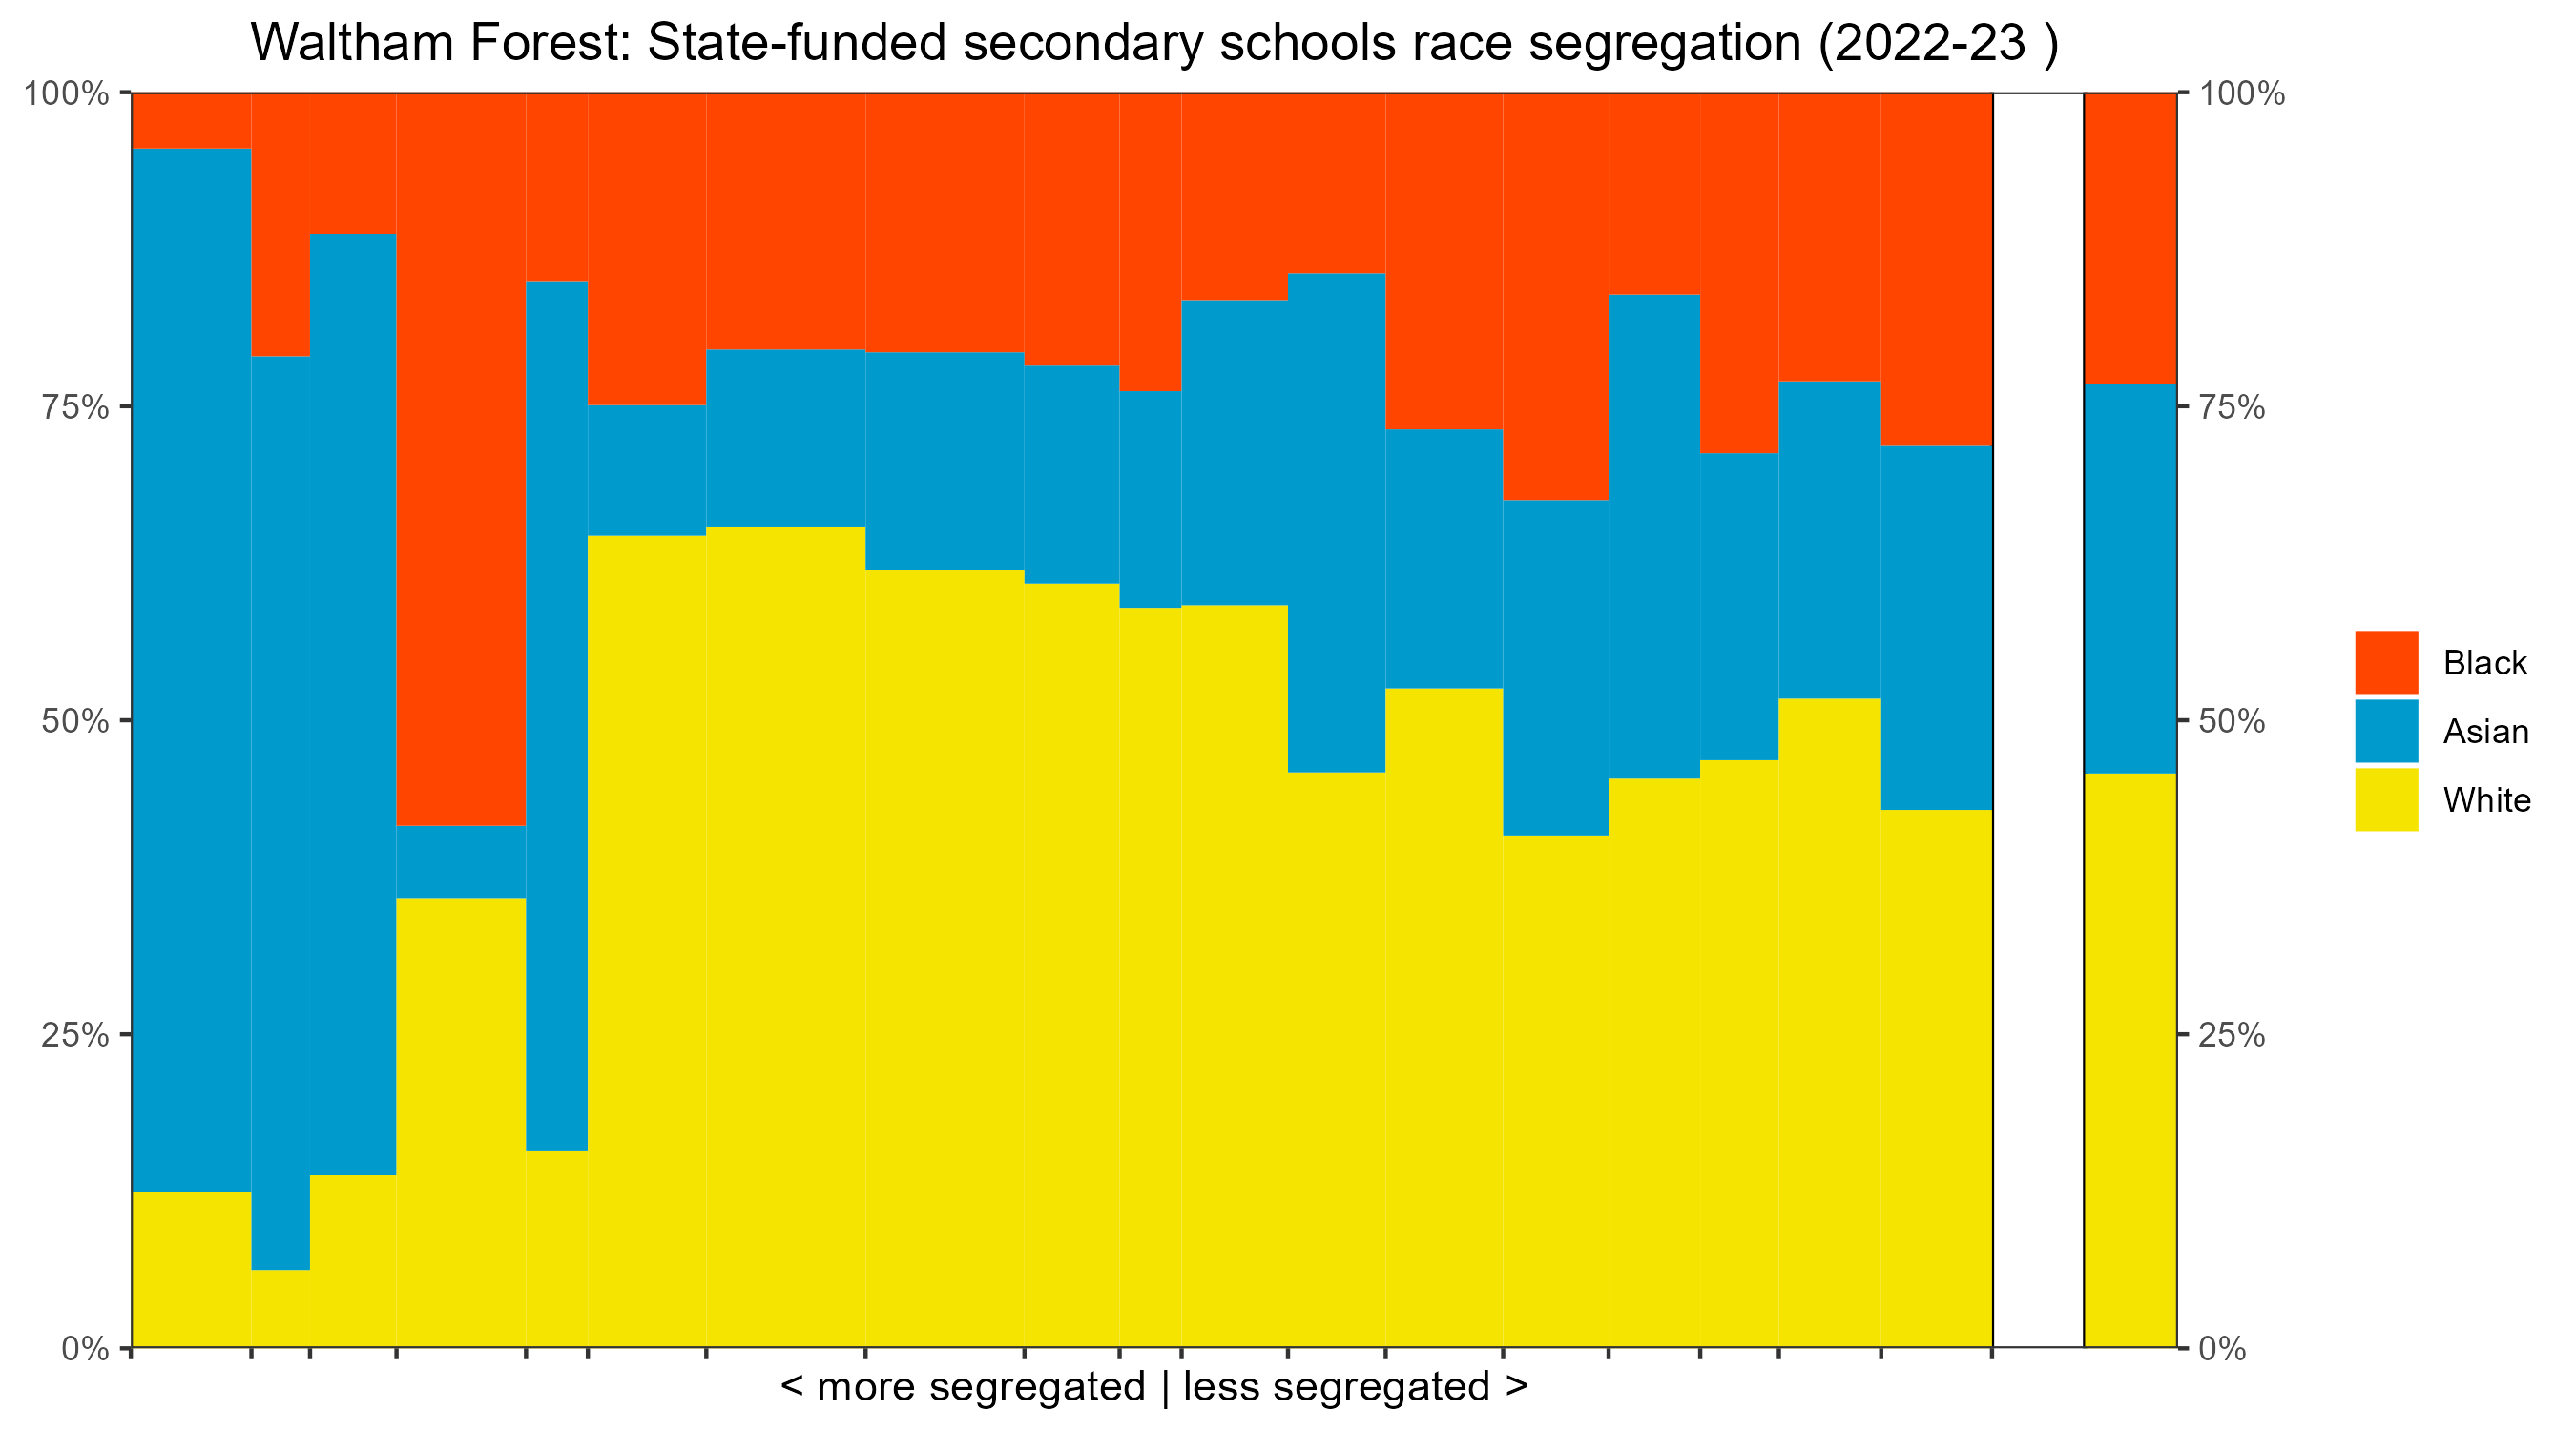 Waltham Forest: State-funded secondary schools race segregation (2022-23 )
100%
75%
50%
25%
0%
100%
75%
50%
25%
0%
Black
Asian
White
< more segregated | less segregated >